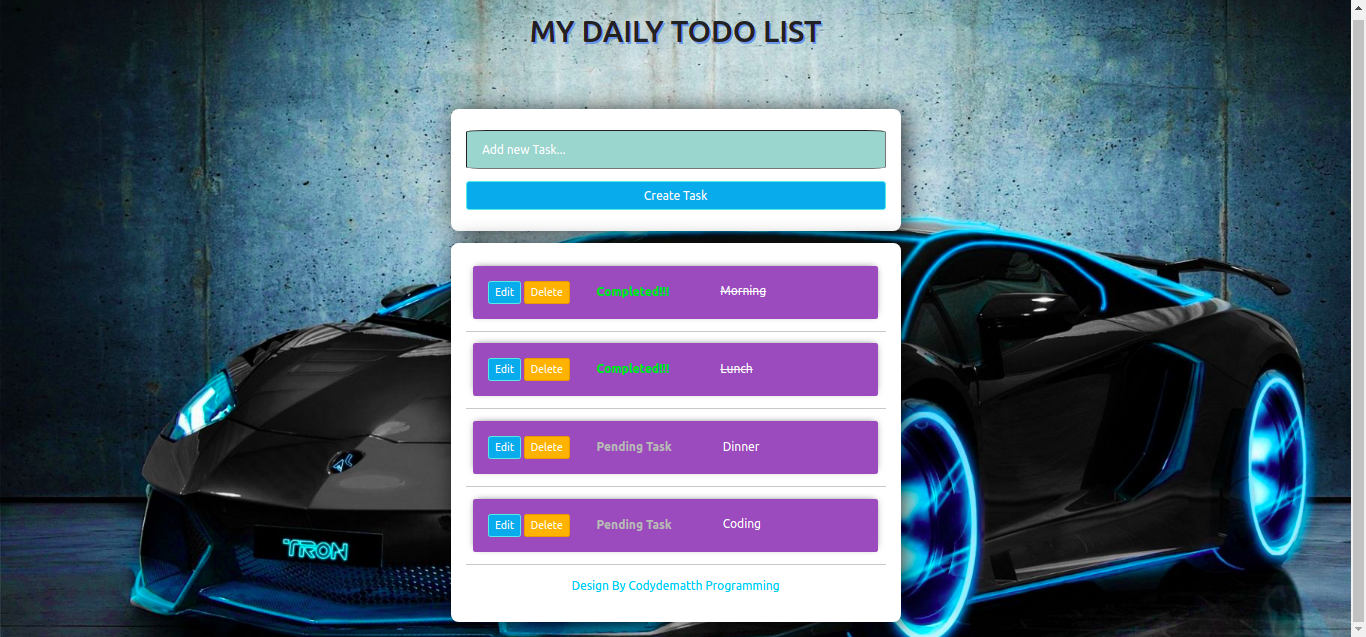 MY DAILY TODO LIST
Add new Task...
Create Task
Edit Delete Completed!!! Morning
Edit Delete Completed!!! Lunch
Edit Delete Pending Task Dinner
Edit Delete Pending Task Coding
TRON
Design By Codydematth Programming